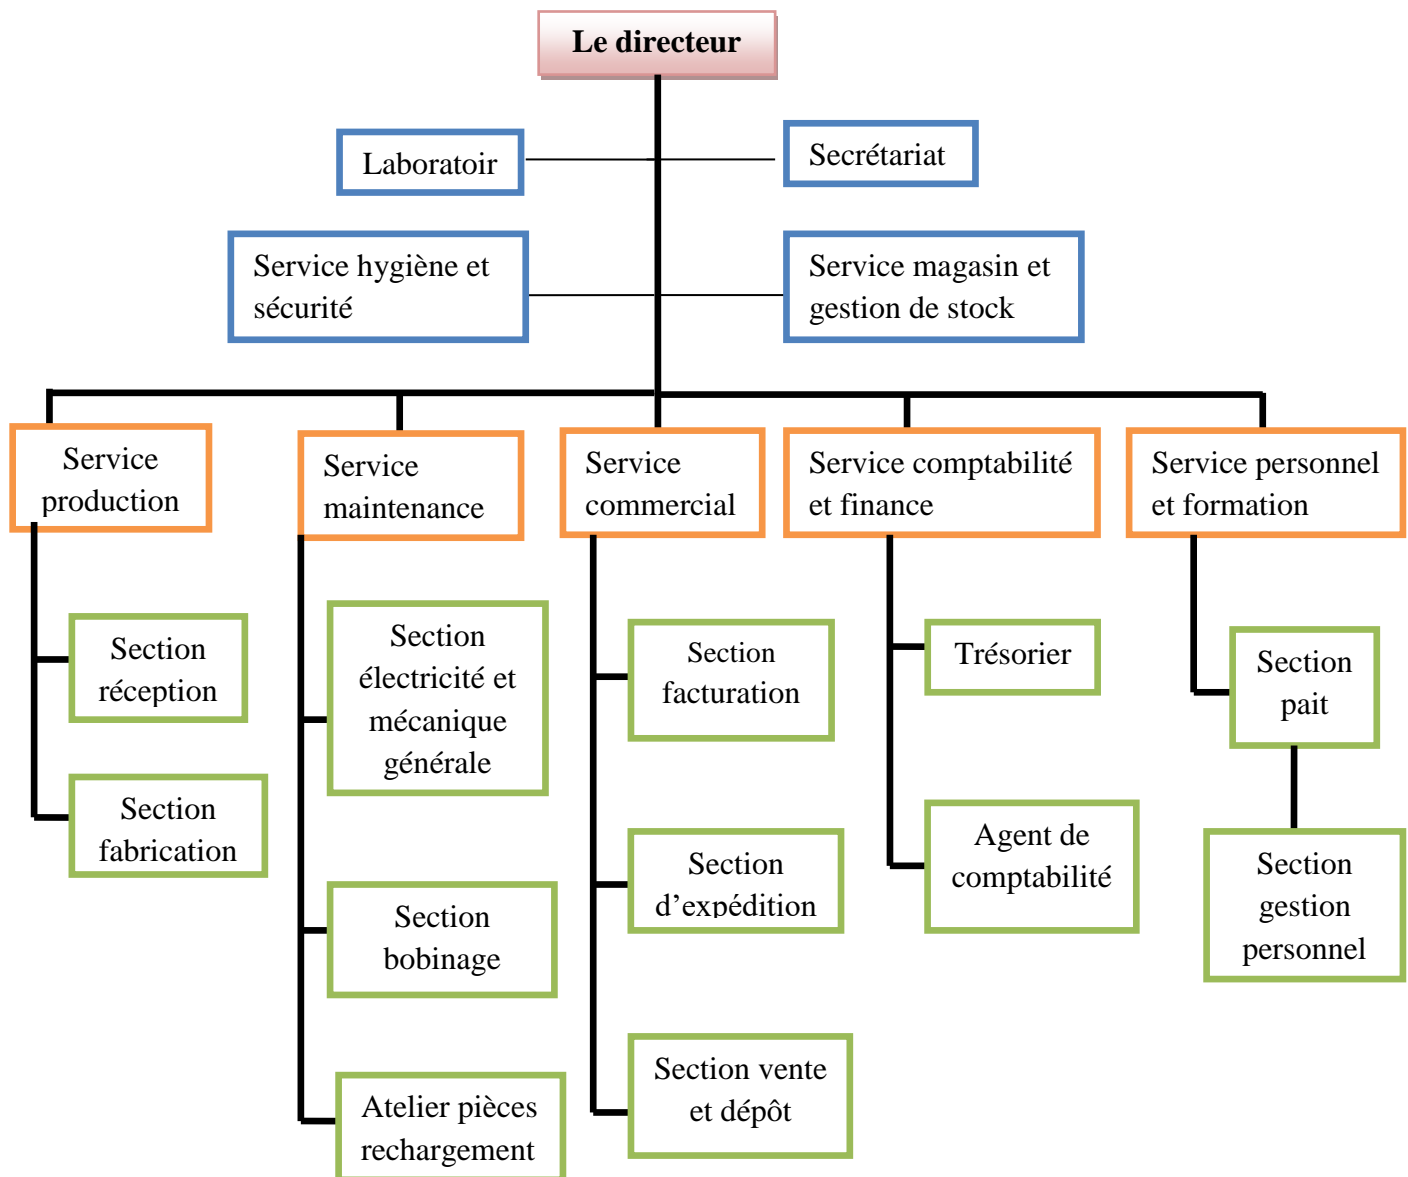 Le directeur
Laboratoir
Secrétariat
Service hygiène et
sécurité
Service magasin et
gestion de stock
Service
production
Service
maintenance
Service
commercial
Service comptabilité
et finance
Service personnel
et formation
Section
réception
Section
fabrication
Section
électricité et
mécanique
générale
Section
bobinage
Atelier pièces
rechargement
Section
facturation
Section
d’expédition
Section vente
et dépôt
Trésorier
Agent de
comptabilité
Section
pait
Section
gestion
personnel